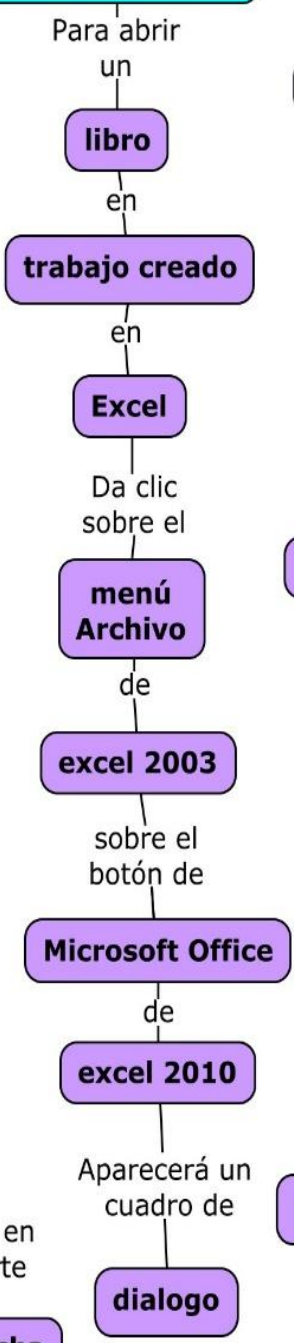 Para abrir
un
libro
en
trabajo creado
en
Excel
Da clic
sobre el
menú
Archivo
de
excel 2003
sobre el
botón de
Microsoft Office
de
excel 2010
Aparecerá un
cuadro de
en
te
dialogo